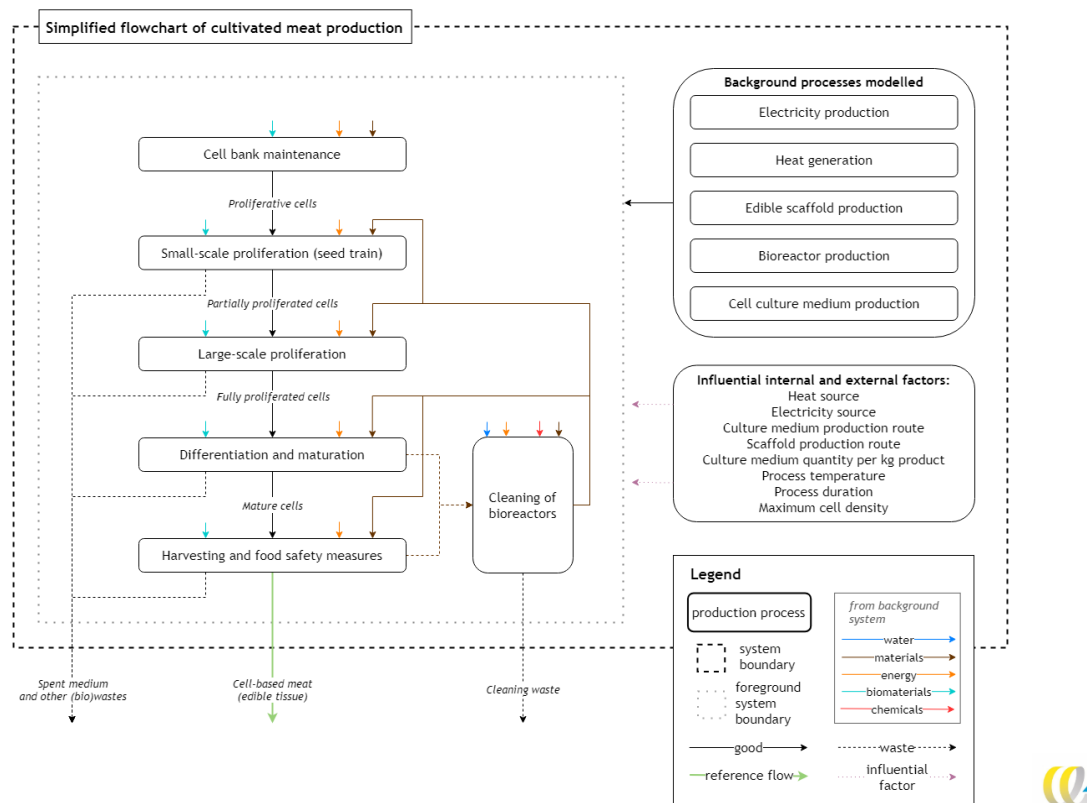 Simplified flowchart of cultivated meat production
Cell bank maintenance
Proliferative cells
Small-scale proliferation (seed train)
Partially proliferated cells
Large-scale proliferation
Fully proliferated cells
Differentiation and maturation
Mature cells
Harvesting and food safety measures
Cleaning of
bioreactors
Spent medium
and other (bio)wastes
Cell-based meat
(edible tissue)
Cleaning waste
Background processes modelled
Electricity production
Heat generation
Edible scaffold production
Bioreactor production
Cell culture medium production
Influential internal and external factors:
Heat source
Electricity source
Culture medium production route
Scaffold production route
Culture medium quantity per kg product
Process temperature
Process duration
Maximum cell density
Legend
production process
system
boundary
foreground
system
boundary
from background
system
water
materials
energy
biomaterials
chemicals
good
waste
reference flow
influential
factor